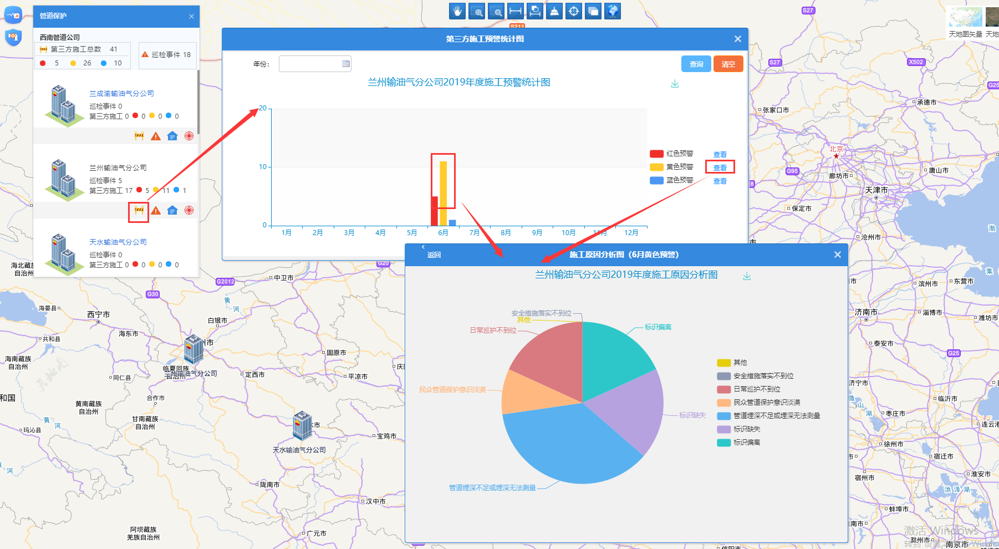 管道保护
西南管道公司
第三方施工总数 41
5 26 10
巡检事件 18
兰成渝输油气分公司
巡检事件 0
第三方施工 0 0 0 0
兰州输油气分公司
巡检事件 5
第三方施工 17 5 11 1
天水输油气分公司
巡检事件 0
第三方施工 0 0 0 0
第三方施工预警统计图
年份：
查询
清空
兰州输油气分公司2019年度施工预警统计图
20
10
0
1月 2月 3月 4月 5月 6月 7月 8月 9月 10月 11月 12月
红色预警 查看
黄色预警 查看
蓝色预警 查看
返回
施工原因分析图（6月黄色预警）
兰州输油气分公司2019年度施工原因分析图
安全措施落实不到位
其他
日常巡护不到位
标识偏离
民众管道保护意识淡漠
标识缺失
管道埋深不足或埋深无法测量
其他
安全措施落实不到位
日常巡护不到位
民众管道保护意识淡漠
管道埋深不足或埋深无法测量
标识缺失
标识偏离
天地图矢量
天地
S27
S211
S27
X502
G25
承德市
张家口市
北京
G95
廊坊市
唐山市
天津市
保定市
渤
沧州市
莱
滨州市
东营市
济南市
淄博市
潍坊市
泰安市
G25
济宁市
临沂市
微
山
湖
枣庄市
连云港
徐州市
宿迁市
宿州市
淮安市
洪泽湖
蚌埠市
淮南市
滁州市
南京市
信阳市
激活 Windows
海北藏族
自治州
G2012
中卫市
G20
G30
黄
河
海晏县
西宁市
白银市
海东市
共和县
州市
固原市
海南藏族
自治州
临夏回族
自治州
州输油气分公司
定西市
平凉市
同仁县
和国
合作市
黄南藏族
自治州
甘南藏族
自治州
黄
河
玛沁县
水市
天水输油气分公司
宝鸡市
河
陇南市
汉中市
阿坝藏族
羌族自治州
广元市